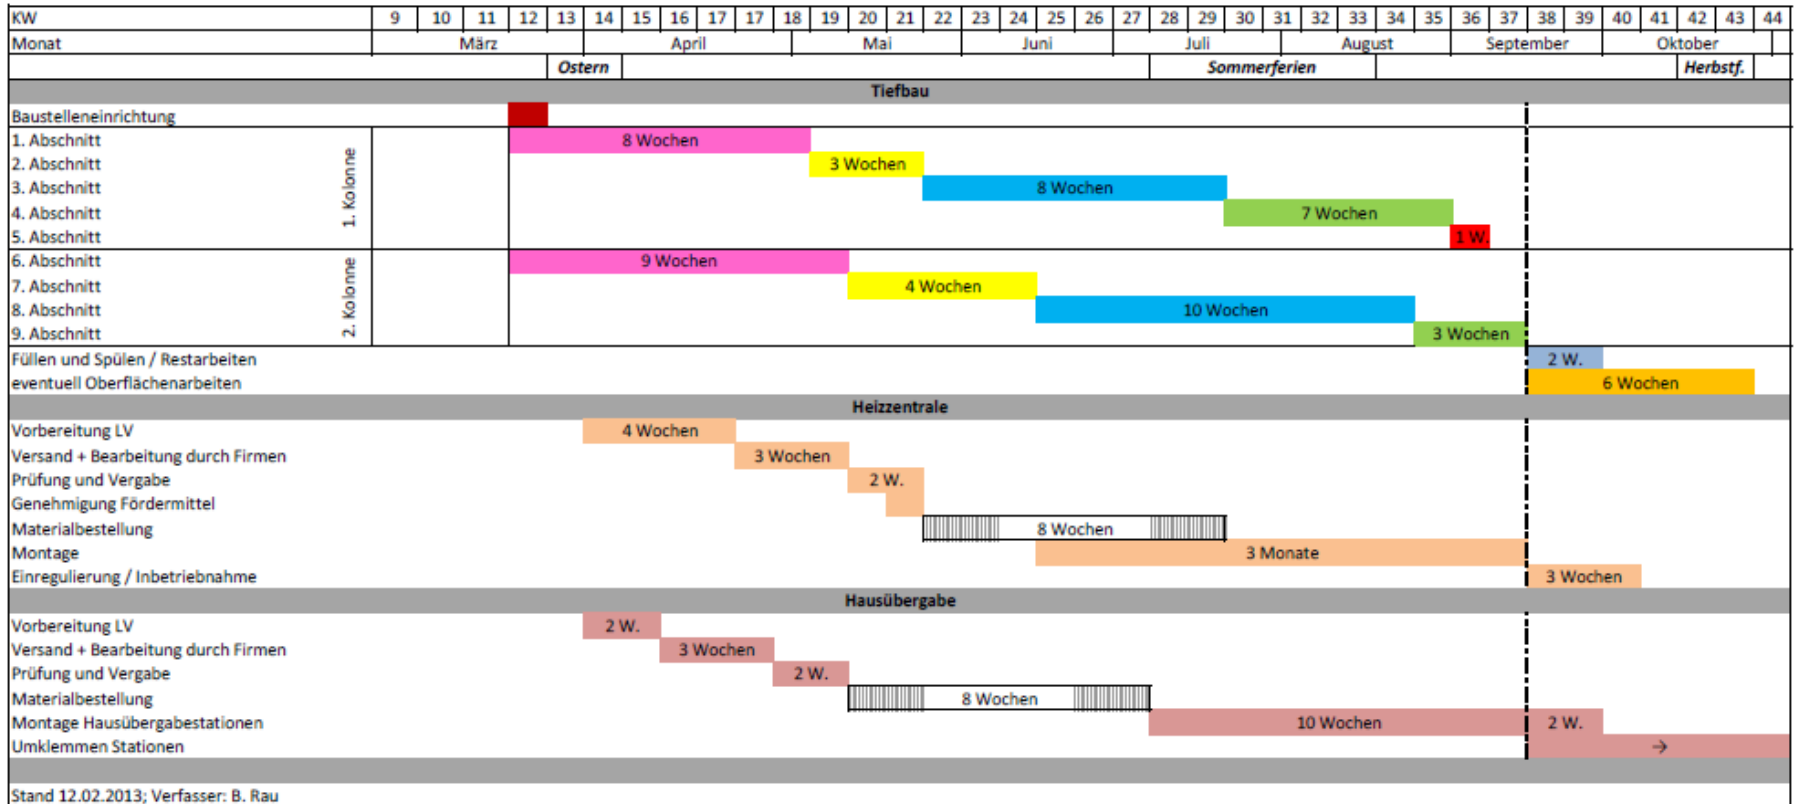 KW 9 10 11 12 13 14 15 16 17 17 18 19 20 21 22 23 24 25 26 27 28 29 30 31 32 33 34 35 36 37 38 39 40 41 42 43 44
Monat März April Mai Juni Juli August September Oktober
Ostern Sommerferien Herbstf.
Tiefbau
Baustelleneinrichtung
1. Abschnitt 8 Wochen
2. Abschnitt 3 Wochen
3. Abschnitt 8 Wochen
4. Abschnitt 7 Wochen
5. Abschnitt 1 W.
1. Kolonne
6. Abschnitt 9 Wochen
7. Abschnitt 4 Wochen
8. Abschnitt 10 Wochen
9. Abschnitt 3 Wochen
2. Kolonne
Füllen und Spülen / Restarbeiten 2 W.
eventuell Oberflächenarbeiten 6 Wochen
Heizzentrale
Vorbereitung LV 4 Wochen
Versand + Bearbeitung durch Firmen 3 Wochen
Prüfung und Vergabe 2 W.
Genehmigung Fördermittel
Materialbestellung 8 Wochen
Montage 3 Monate
Einregulierung / Inbetriebnahme 3 Wochen
Hausübergabe
Vorbereitung LV 2 W.
Versand + Bearbeitung durch Firmen 3 Wochen
Prüfung und Vergabe 2 W.
Materialbestellung 8 Wochen
Montage Hausübergabestationen 10 Wochen 2 W.
Umklemmen Stationen →
Stand 12.02.2013; Verfasser: B. Rau